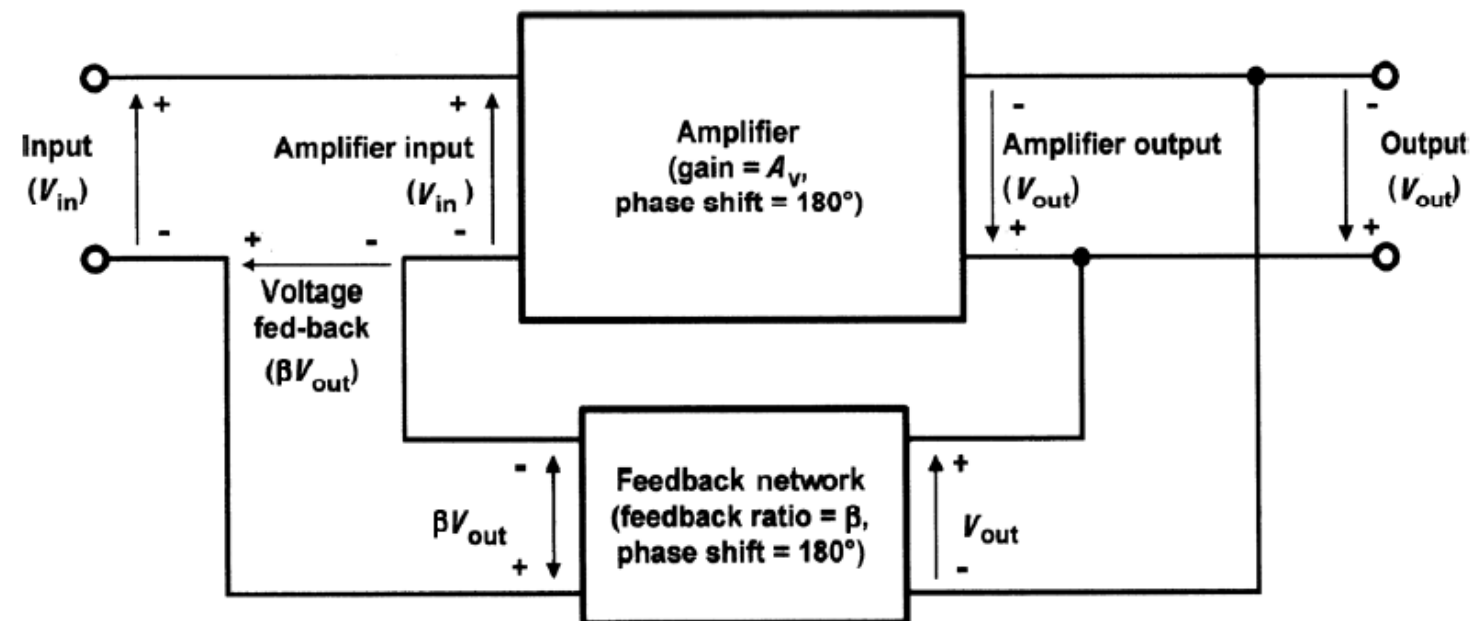 +
+
-
-
Input
(Vin)
Amplifier input
(Vin)
Amplifier
(gain = Av,
phase shift = 180°)
Amplifier output
(Vout)
Output
(Vout)
-
-
+
-
-
+
+
Voltage
fed-back
(βVout)
-
βVout
+
Feedback network
(feedback ratio = β,
phase shift = 180°)
+
Vout
-